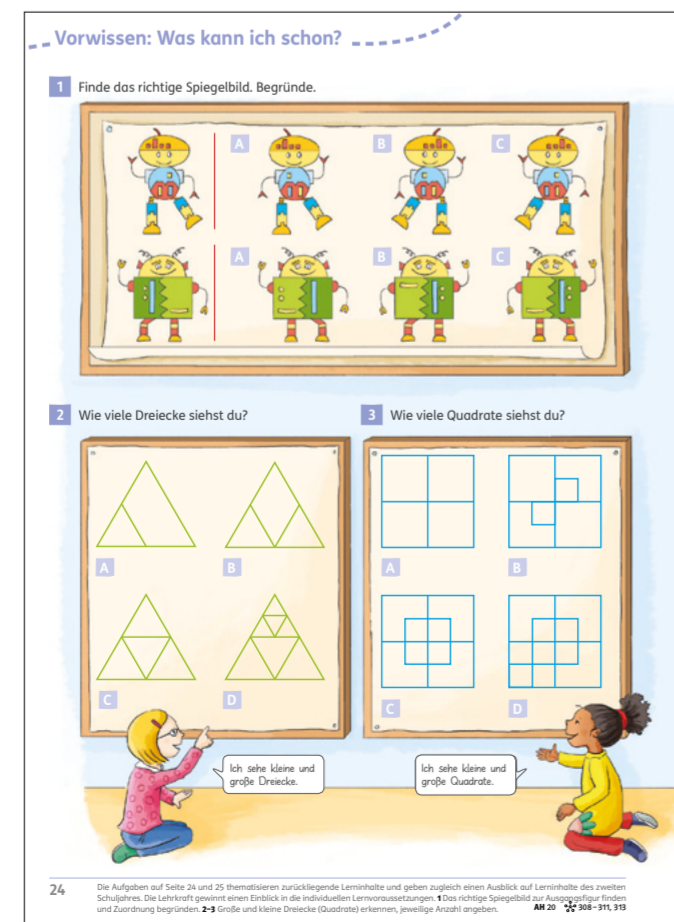 Vorwissen: Was kann ich schon?
1 Finde das richtige Spiegelbild. Begründe.
A B C
A B C
2 Wie viele Dreiecke siehst du?
A B
C D
3 Wie viele Quadrate siehst du?
A B
C D
Ich sehe kleine und
große Dreiecke.
Ich sehe kleine und
große Quadrate.
24
Die Aufgaben auf Seite 24 und 25 thematisieren zurückliegende Lerninhalte und geben zugleich einen Ausblick auf Lerninhalte des zweiten
Schuljahres. Die Lehrkraft gewinnt einen Einblick in die individuellen Lernvoraussetzungen. 1 Das richtige Spiegelbild zur Ausgangsfigur finden
und Zuordnung begründen. 2–3 Große und kleine Dreiecke (Quadrate) erkennen, jeweilige Anzahl angeben.
AH 20 308–311, 313